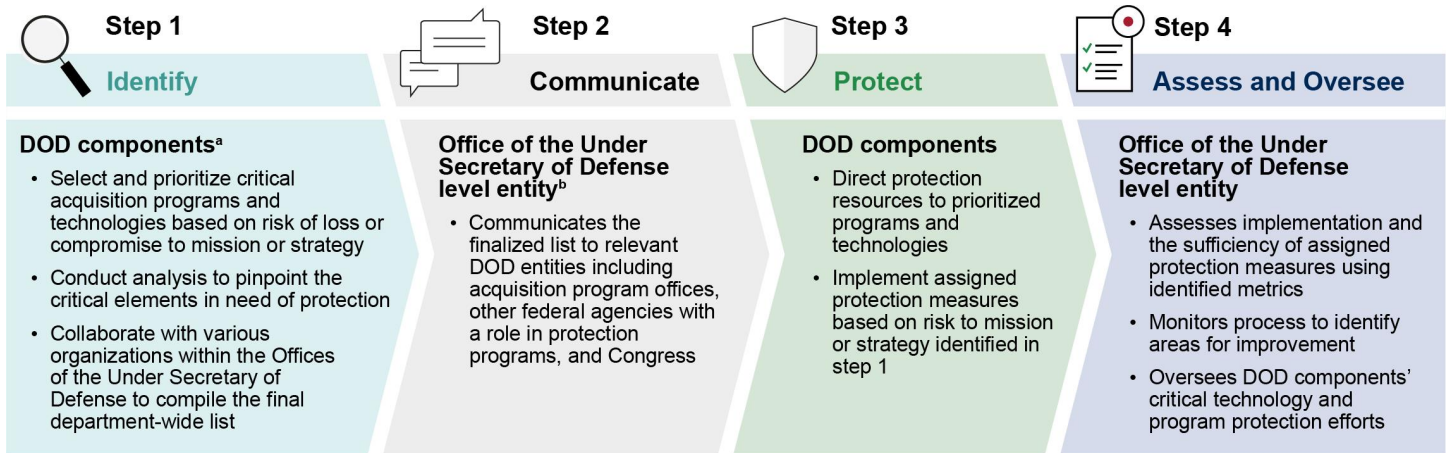 Step 1
Identify
DOD componentsᵃ
• Select and prioritize critical
acquisition programs and
technologies based on risk of loss or
compromise to mission or strategy
• Conduct analysis to pinpoint the
critical elements in need of protection
• Collaborate with various
organizations within the Offices
of the Under Secretary of
Defense to compile the final
department-wide list
Step 2
Communicate
Office of the Under
Secretary of Defense
level entityᵇ
• Communicates the
finalized list to relevant
DOD entities including
acquisition program offices,
other federal agencies with
a role in protection
programs, and Congress
Step 3
Protect
DOD components
• Direct protection
resources to prioritized
programs and
technologies
• Implement assigned
protection measures
based on risk to mission
or strategy identified in
step 1
Step 4
Assess and Oversee
Office of the Under
Secretary of Defense
level entity
• Assesses implementation and
the sufficiency of assigned
protection measures using
identified metrics
• Monitors process to identify
areas for improvement
• Oversees DOD components’
critical technology and
program protection efforts